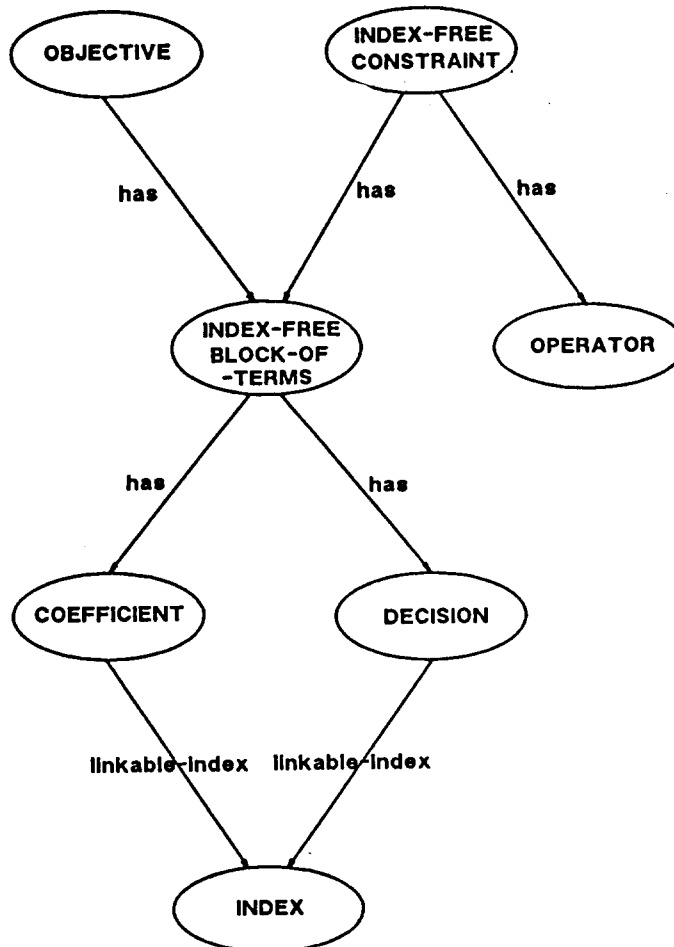 OBJECTIVE
INDEX-FREE
CONSTRAINT
has
has
has
INDEX-FREE
BLOCK-OF
-TERMS
OPERATOR
has
has
COEFFICIENT
DECISION
linkable-index
linkable-index
INDEX